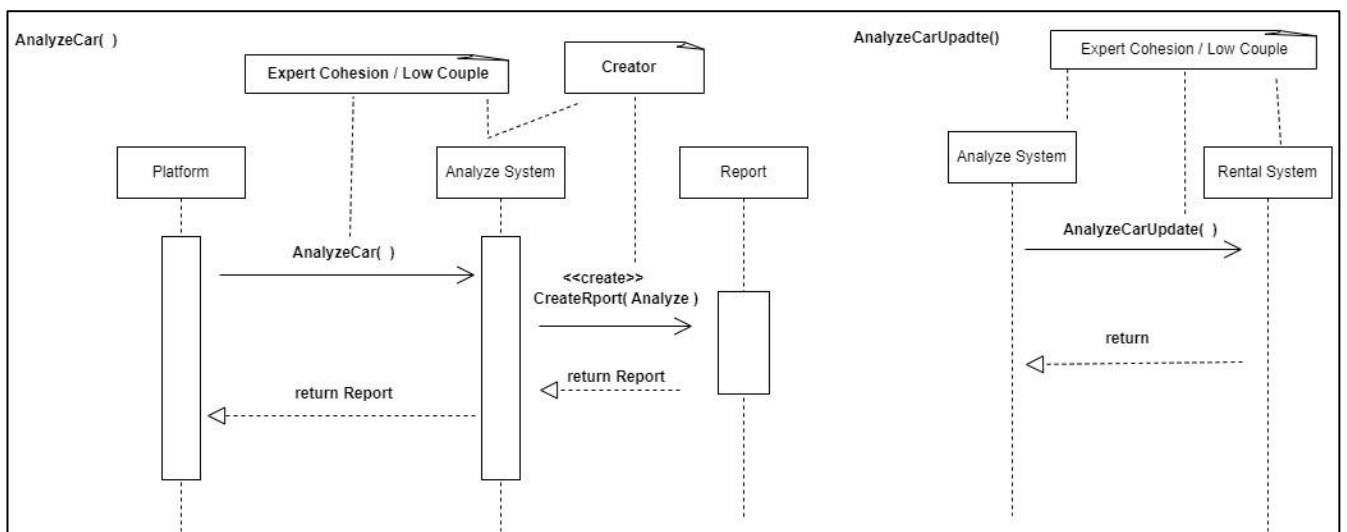 AnalyzeCar( )
Expert Cohesion / Low Couple
Creator
Platform
Analyze System
Report
AnalyzeCar( )
<<create>>
CreateRport( Analyze )
return Report
return Report
AnalyzeCarUpadte()
Expert Cohesion / Low Couple
Analyze System
Rental System
AnalyzeCarUpdate( )
return